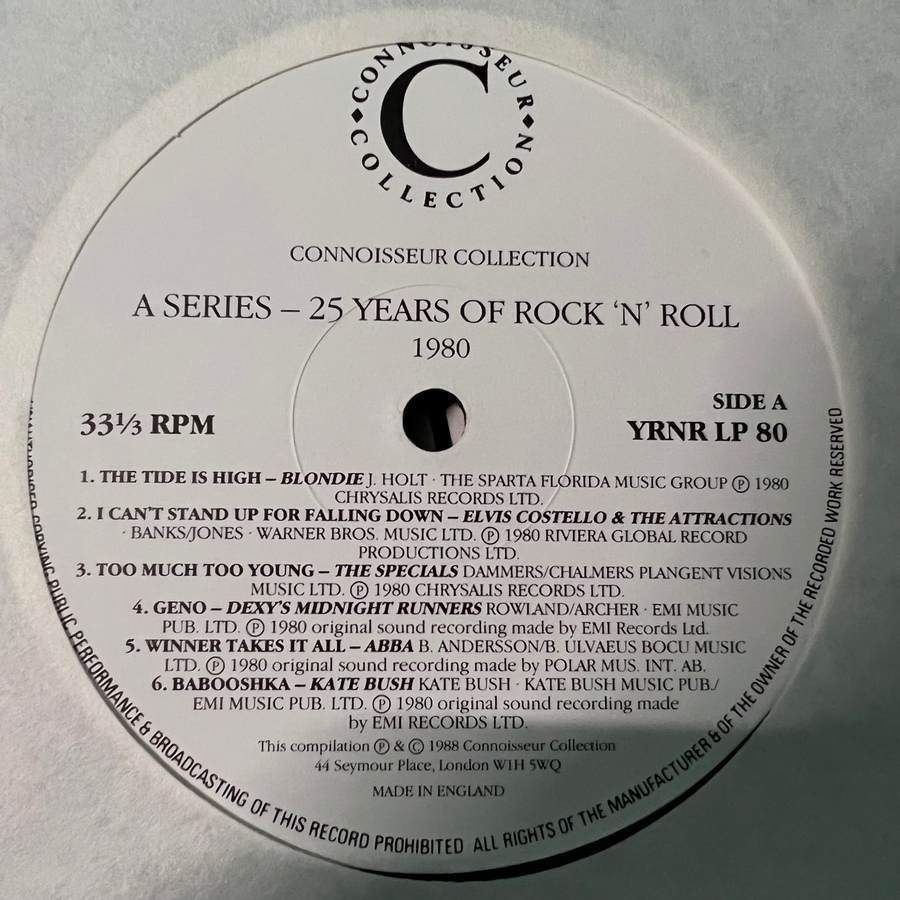 CONNOISSEUR
C
COLLECTION
CONNOISSEUR COLLECTION
A SERIES – 25 YEARS OF ROCK ‘N’ ROLL
1980
33⅓ RPM
SIDE A
YRNR LP 80
1. THE TIDE IS HIGH – BLONDIE J. HOLT · THE SPARTA FLORIDA MUSIC GROUP ℗ 1980
CHRYSALIS RECORDS LTD.
2. I CAN'T STAND UP FOR FALLING DOWN – ELVIS COSTELLO & THE ATTRACTIONS
· BANKS/JONES · WARNER BROS. MUSIC LTD. ℗ 1980 RIVIERA GLOBAL RECORD
PRODUCTIONS LTD.
3. TOO MUCH TOO YOUNG – THE SPECIALS DAMMERS/CHALMERS PLANGENT VISIONS
MUSIC LTD. ℗ 1980 CHRYSALIS RECORDS LTD.
4. GENO – DEXY'S MIDNIGHT RUNNERS ROWLAND/ARCHER · EMI MUSIC
PUB. LTD. ℗ 1980 original sound recording made by EMI Records Ltd.
5. WINNER TAKES IT ALL – ABBA B. ANDERSSON/B. ULVAEUS BOCU MUSIC
LTD. ℗ 1980 original sound recording made by POLAR MUS. INT. AB.
6. BABOOSHKA – KATE BUSH KATE BUSH · KATE BUSH MUSIC PUB./
EMI MUSIC PUB. LTD. ℗ 1980 original sound recording made
by EMI RECORDS LTD.
This compilation ℗ & © 1988 Connoisseur Collection
44 Seymour Place, London W1H 5WQ
MADE IN ENGLAND
COPYING PUBLIC PERFORMANCE & BROADCASTING OF THIS RECORD PROHIBITED ALL RIGHTS OF THE MANUFACTURER & OF THE OWNER OF THE RECORDED WORK RESERVED